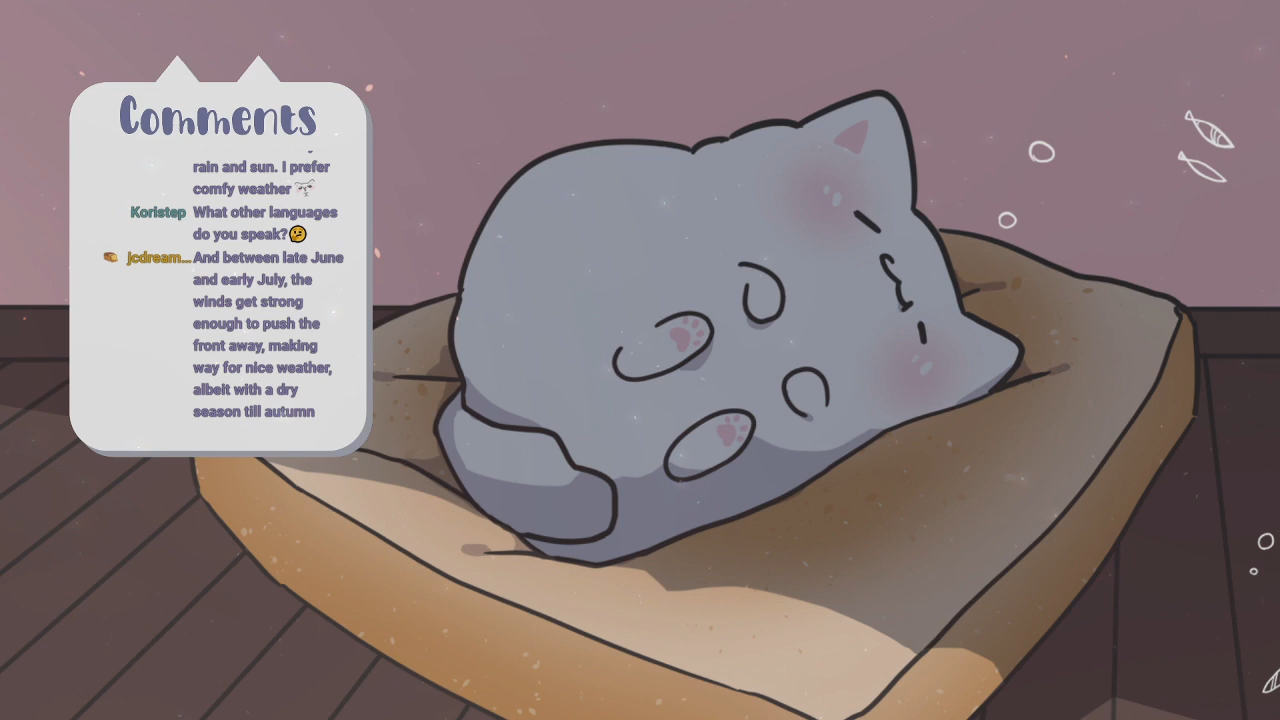 Comments
rain and sun. I prefer
comfy weather
Koristep What other languages
do you speak?🤔
jcdream... And between late June
and early July, the
winds get strong
enough to push the
front away, making
way for nice weather,
albeit with a dry
season till autumn